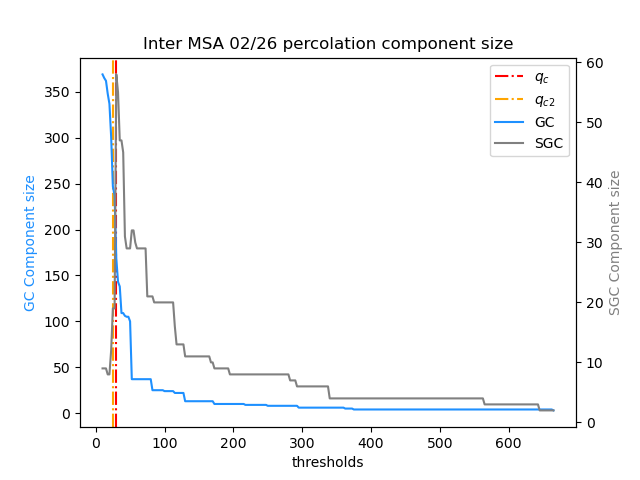 Inter MSA 02/26 percolation component size
GC Component size
350
300
250
200
150
100
50
0
q_c
q_{c2}
GC
SGC
60
50
40
30
20
10
0
SGC Component size
0 100 200 300 400 500 600
thresholds